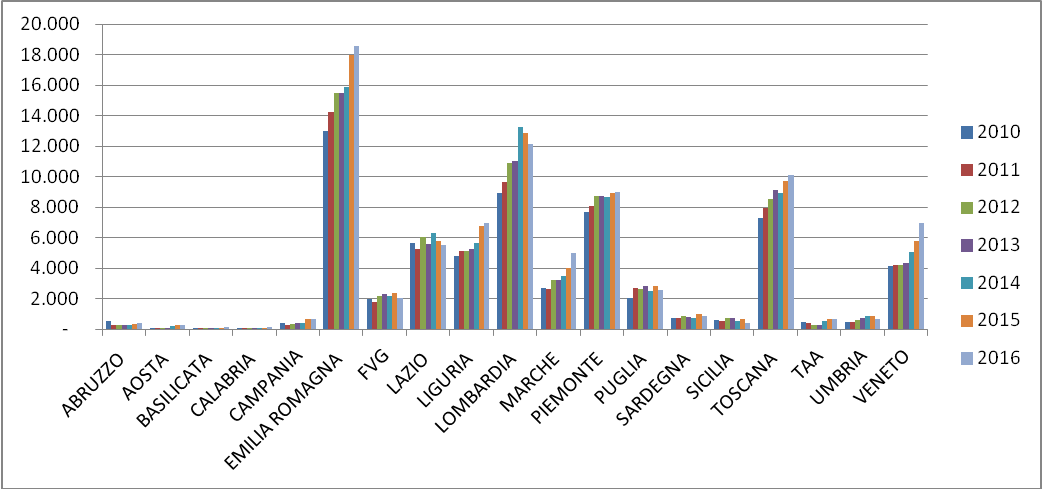 20.000
18.000
16.000
14.000
12.000
10.000
8.000
6.000
4.000
2.000
-
ABRUZZO
AOSTA
BASILICATA
CALABRIA
CAMPANIA
EMILIA ROMAGNA
FVG
LAZIO
LIGURIA
LOMBARDIA
MARCHE
PIEMONTE
PUGLIA
SARDEGNA
SICILIA
TOSCANA
TAA
UMBRIA
VENETO
2010
2011
2012
2013
2014
2015
2016